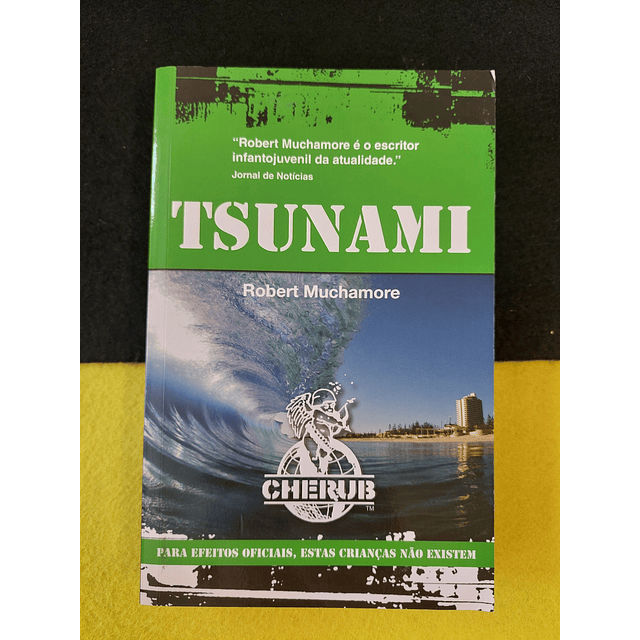 “Robert Muchamore é o escritor
infantojuvenil da atualidade.”
Jornal de Notícias
TSUNAMI
Robert Muchamore
CHERUB
TM
PARA EFEITOS OFICIAIS, ESTAS CRIANÇAS NÃO EXISTEM